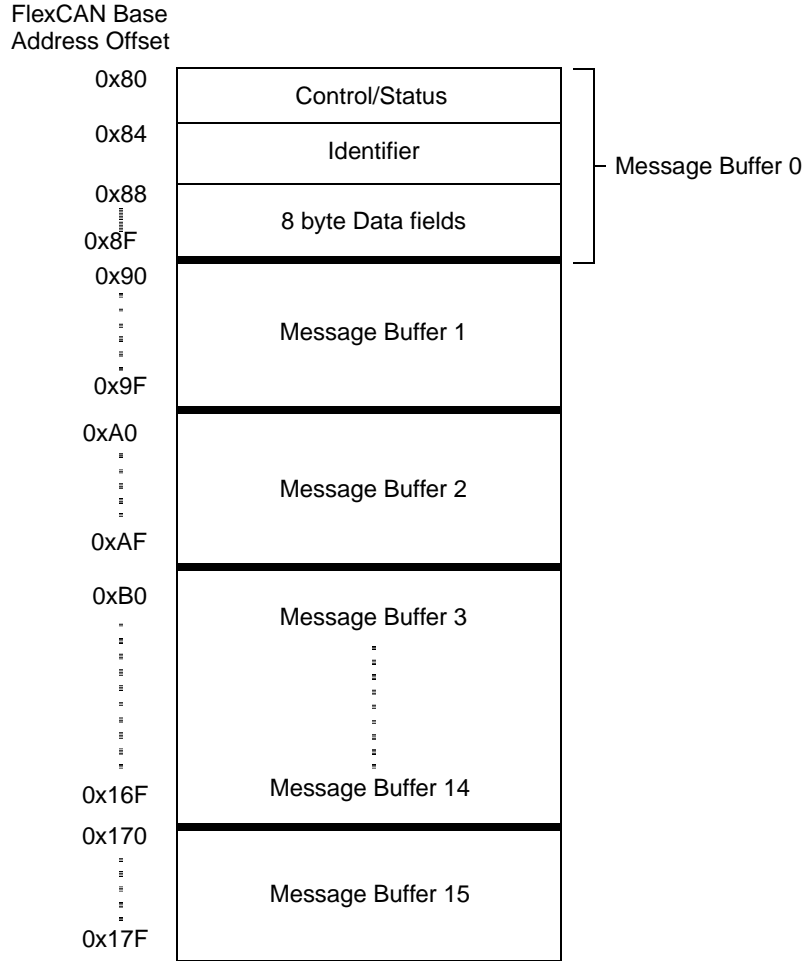 FlexCAN Base
Address Offset
0x80
Control/Status
0x84
Identifier
Message Buffer 0
0x88
8 byte Data fields
0x8F
0x90
Message Buffer 1
0x9F
0xA0
Message Buffer 2
0xAF
0xB0
Message Buffer 3
0x16F
Message Buffer 14
0x170
Message Buffer 15
0x17F